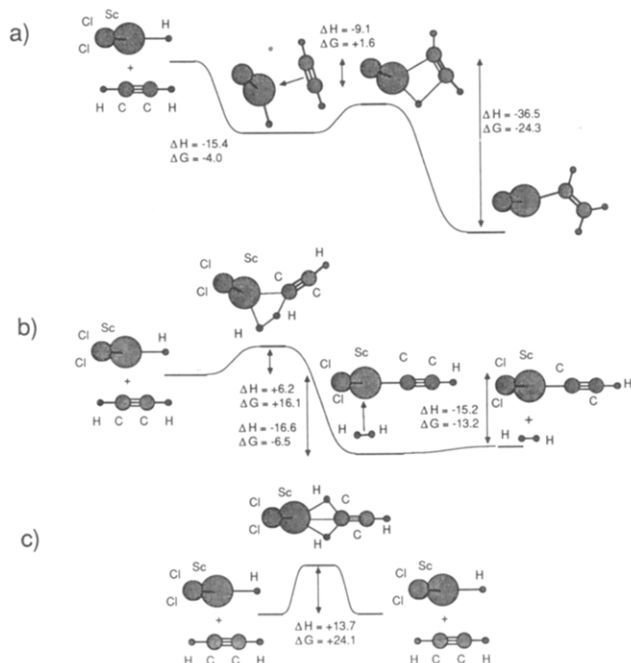 a)
Sc
H
Cl
Cl
+
H C C H
ΔH = -15.4
ΔG = -4.0
*
ΔH = -9.1
ΔG = +1.6
ΔH = -36.5
ΔG = -24.3
b)
Sc
H
Cl
Cl
+
H C C H
Sc
Cl
Cl
C
H
C
H
H
ΔH = +6.2
ΔG = +16.1
ΔH = -16.6
ΔG = -6.5
Sc
C C
Cl
Cl
H
H H
ΔH = -15.2
ΔG = -13.2
Sc
Cl
C
H
Cl
C
+
H H
c)
Sc
H
C
Cl
H
Cl
C
H
Sc
H
Cl
Cl
+
H C C H
ΔH = +13.7
ΔG = +24.1
Sc
H
Cl
Cl
+
H C C H